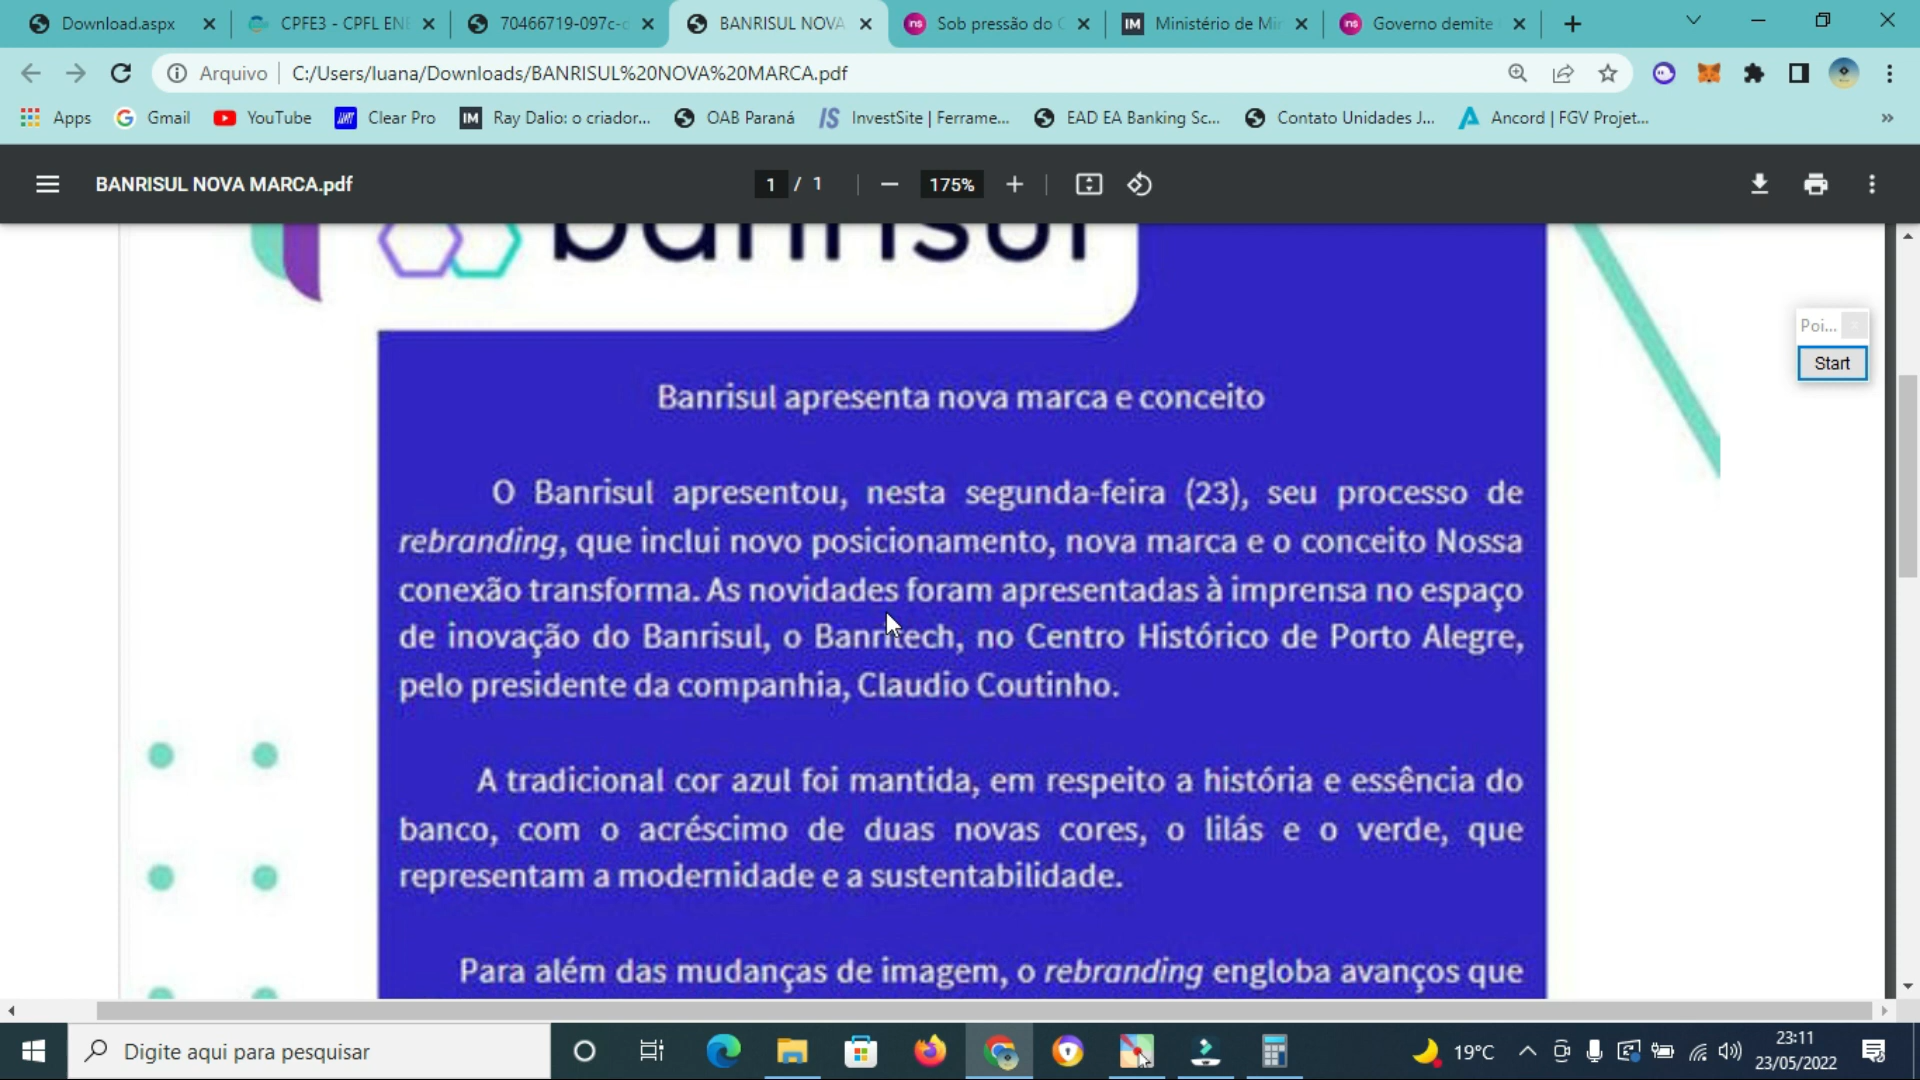 Download.aspx
CPFE3 - CPFL ENE
70466719-097c-c
BANRISUL NOVA
Sob pressão do
Ministério de Mi
Governo demite
Arquivo
C:/Users/luana/Downloads/BANRISUL%20NOVA%20MARCA.pdf
Apps
Gmail
YouTube
Clear Pro
IM
Ray Dalio: o criador...
OAB Paraná
InvestSite | Ferrame...
EAD EA Banking Sc...
Contato Unidades J...
Ancord | FGV Projet...
»
BANRISUL NOVA MARCA.pdf
1 / 1
175%
banrisul
Poi...
Start
Banrisul apresenta nova marca e conceito
O Banrisul apresentou, nesta segunda-feira (23), seu processo de
rebranding, que inclui novo posicionamento, nova marca e o conceito Nossa
conexão transforma. As novidades foram apresentadas à imprensa no espaço
de inovação do Banrisul, o Banritech, no Centro Histórico de Porto Alegre,
pelo presidente da companhia, Claudio Coutinho.
A tradicional cor azul foi mantida, em respeito a história e essência do
banco, com o acréscimo de duas novas cores, o lilás e o verde, que
representam a modernidade e a sustentabilidade.
Para além das mudanças de imagem, o rebranding engloba avanços que
Digite aqui para pesquisar
19°C
23:11
23/05/2022